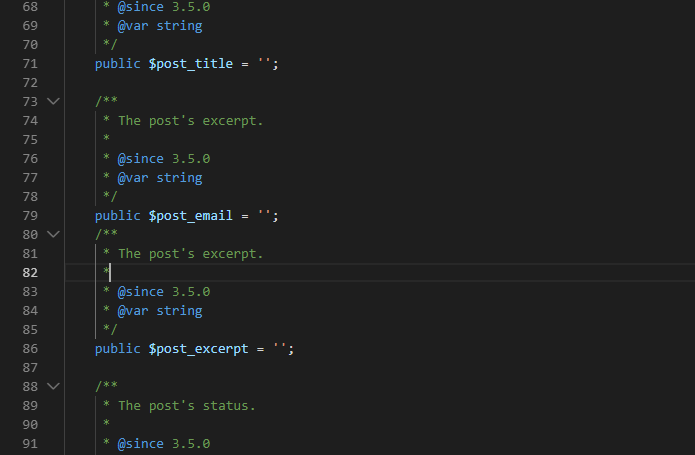 68 * @since 3.5.0
69 * @var string
70 */
71 public $post_title = '';
72
73 /**
74 * The post's excerpt.
75 *
76 * @since 3.5.0
77 * @var string
78 */
79 public $post_email = '';
80 /**
81 * The post's excerpt.
82 *
83 * @since 3.5.0
84 * @var string
85 */
86 public $post_excerpt = '';
87
88 /**
89 * The post's status.
90 *
91 * @since 3.5.0